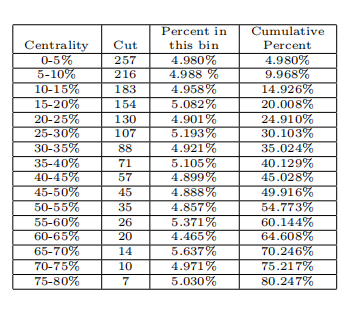 Percent in Cumulative
Centrality Cut this bin Percent
0-5% 257 4.980% 4.980%
5-10% 216 4.988 % 9.968%
10-15% 183 4.958% 14.926%
15-20% 154 5.082% 20.008%
20-25% 130 4.901% 24.910%
25-30% 107 5.193% 30.103%
30-35% 88 4.921% 35.024%
35-40% 71 5.105% 40.129%
40-45% 57 4.899% 45.028%
45-50% 45 4.888% 49.916%
50-55% 35 4.857% 54.773%
55-60% 26 5.371% 60.144%
60-65% 20 4.465% 64.608%
65-70% 14 5.637% 70.246%
70-75% 10 4.971% 75.217%
75-80% 7 5.030% 80.247%